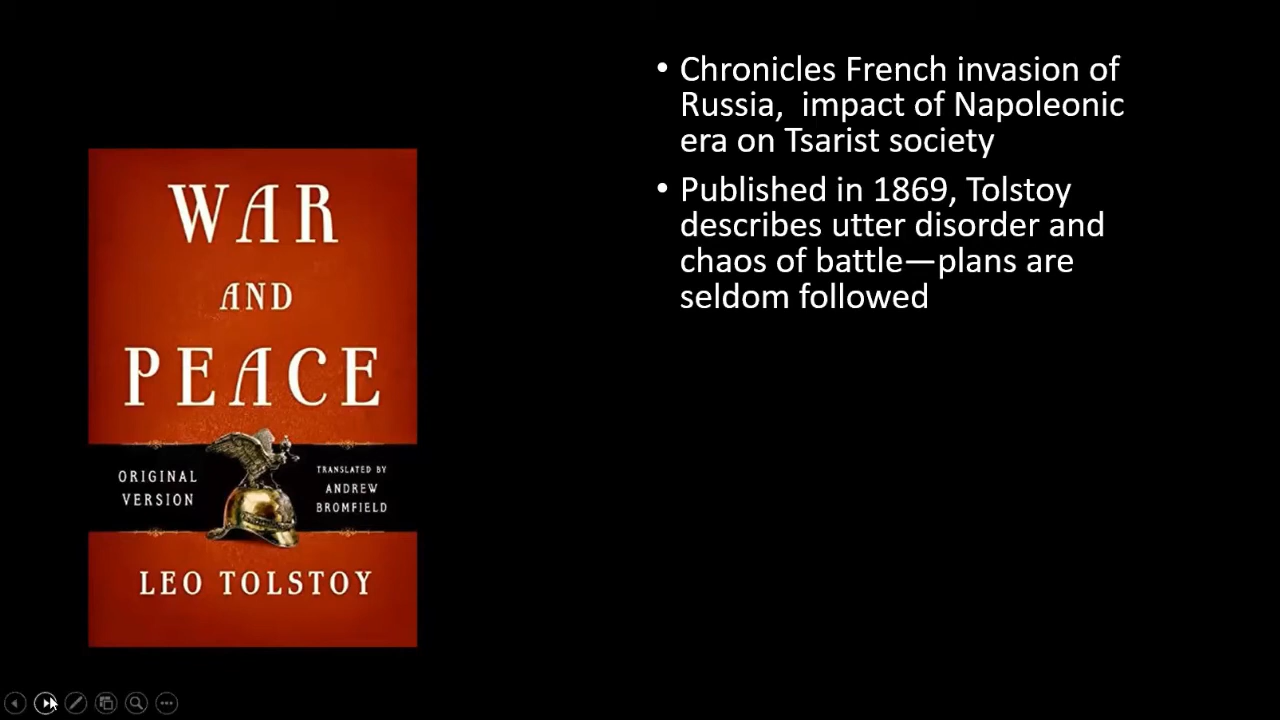 WAR
AND
PEACE
ORIGINAL
VERSION
TRANSLATED BY
ANDREW
BROMFIELD
LEO TOLSTOY
• Chronicles French invasion of
Russia,  impact of Napoleonic
era on Tsarist society
• Published in 1869, Tolstoy
describes utter disorder and
chaos of battle—plans are
seldom followed